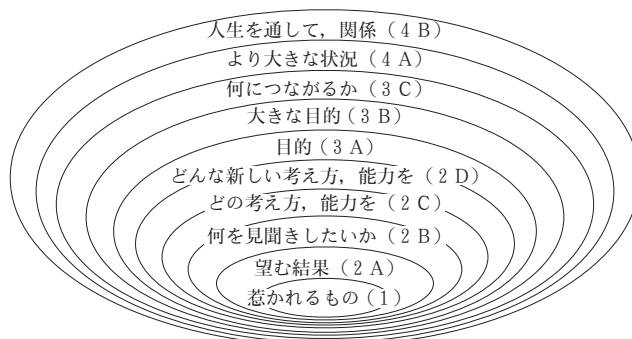 人生を通して，関係（４Ｂ）
より大きな状況（４Ａ）
何につながるか（３Ｃ）
大きな目的（３Ｂ）
目的（３Ａ）
どんな新しい考え方，能力を（２Ｄ）
どの考え方，能力を（２Ｃ）
何を見聞きしたいか（２Ｂ）
望む結果（２Ａ）
惹かれるもの（１）